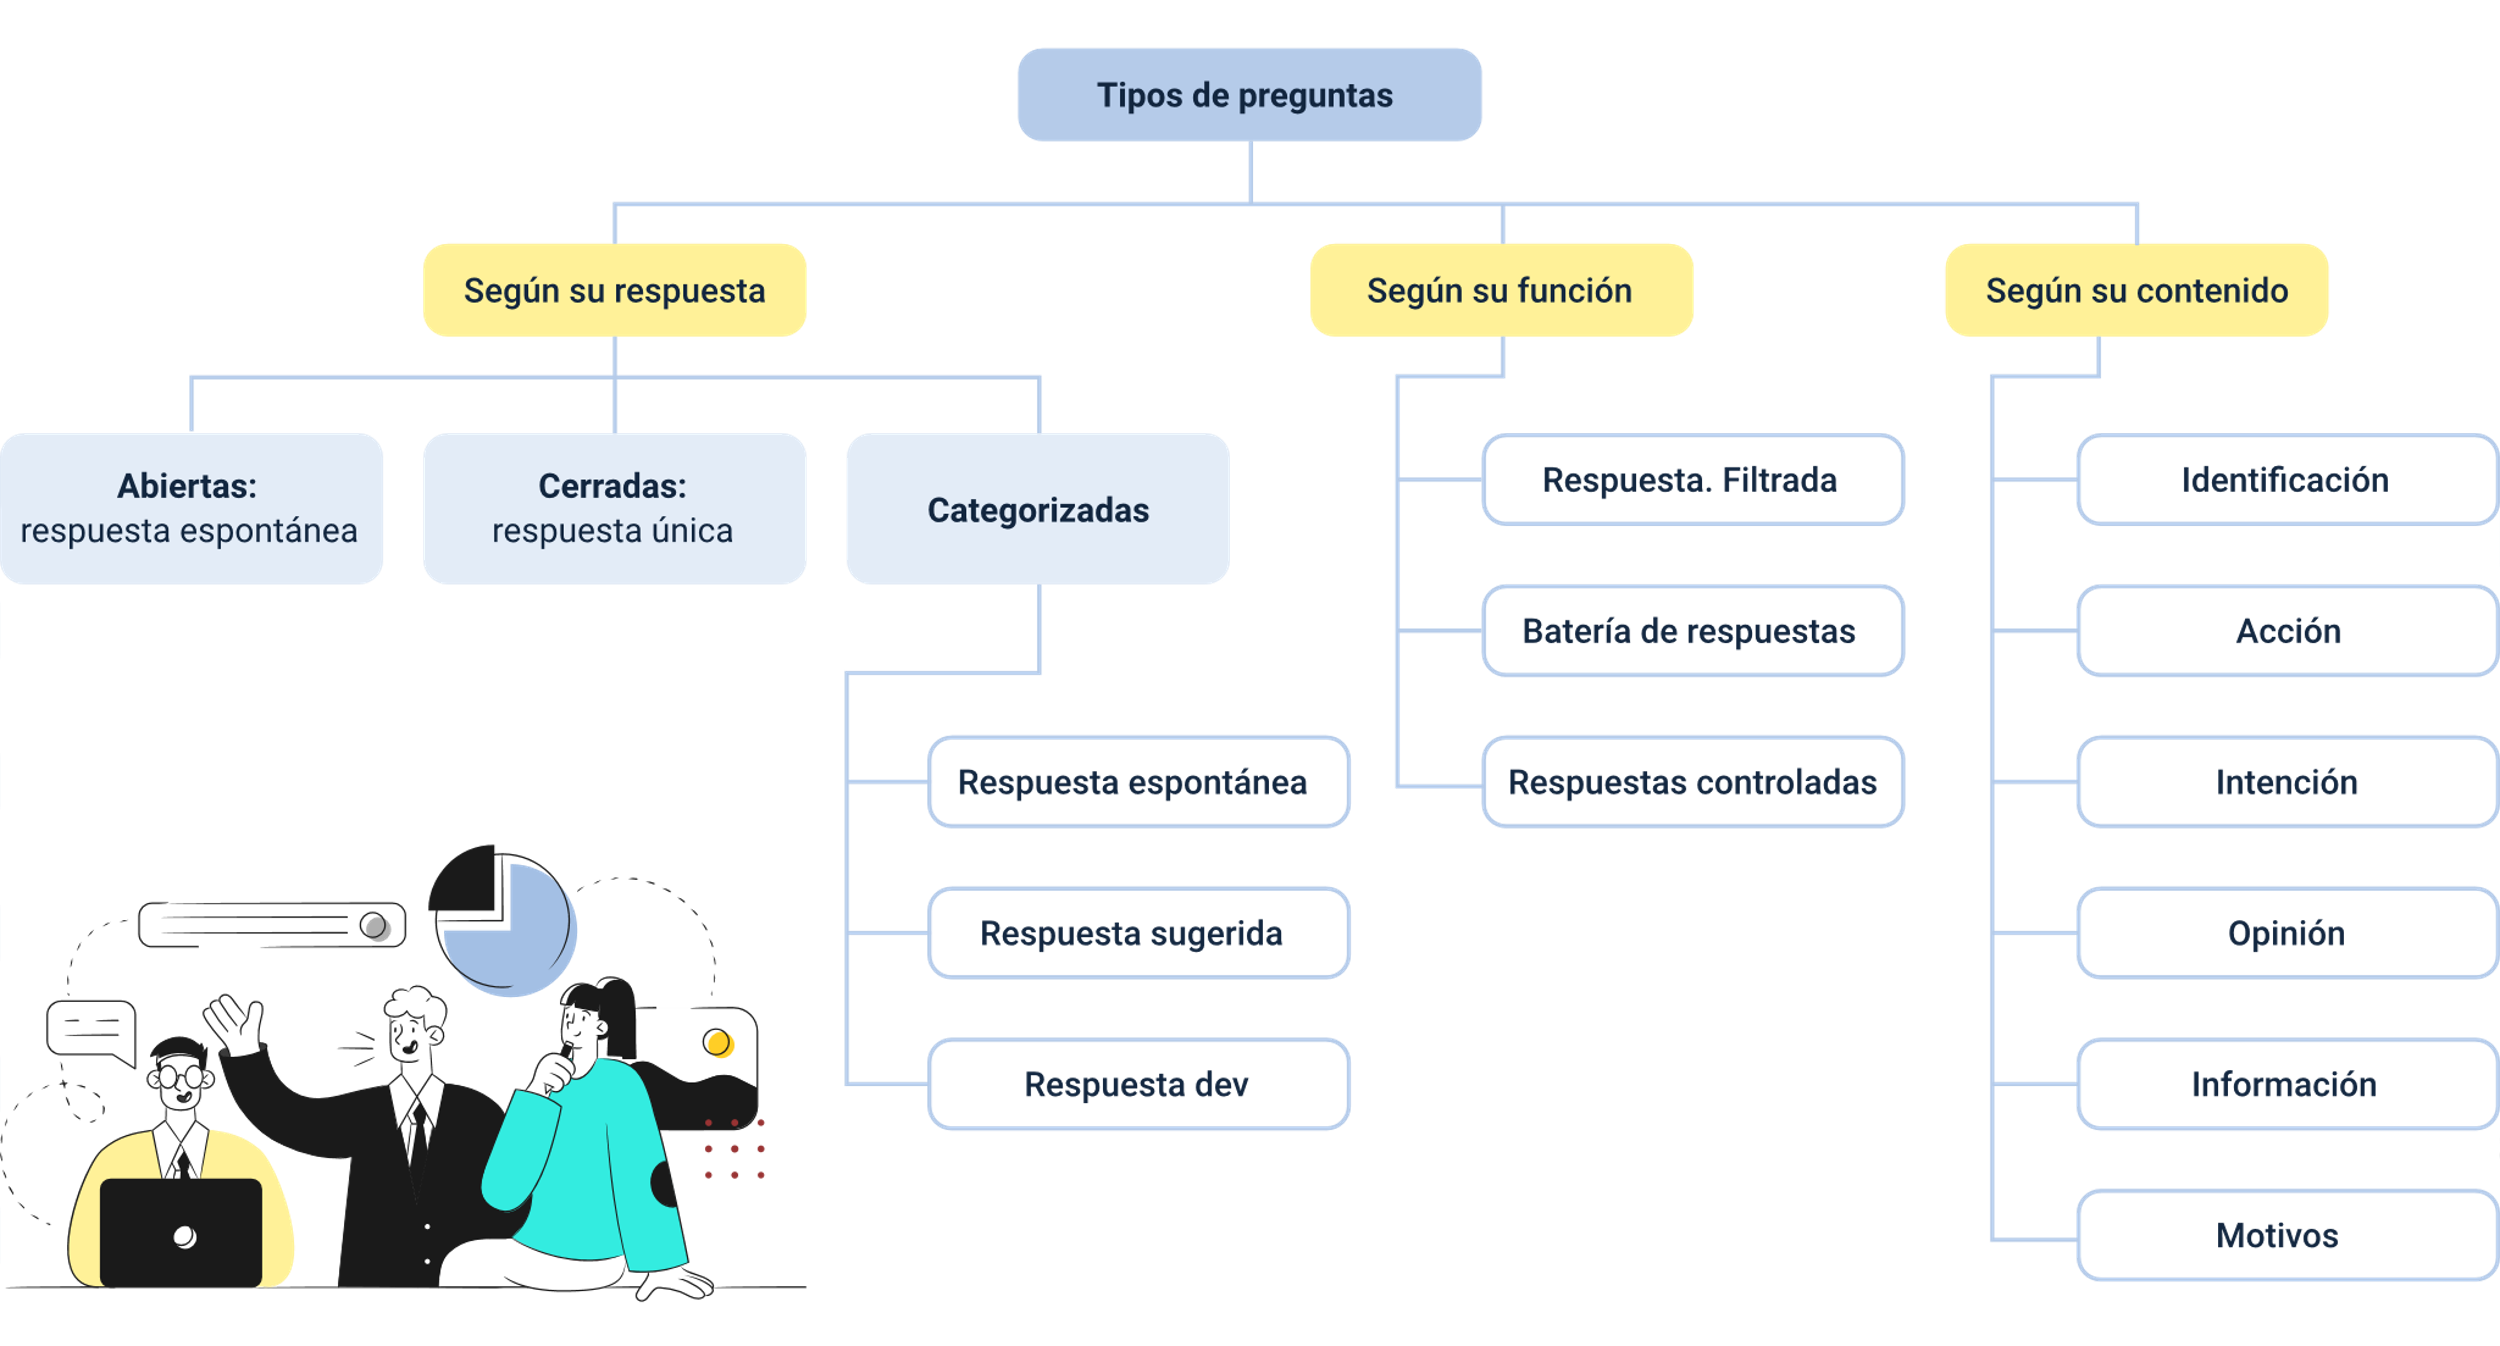 Tipos de preguntas
Según su respuesta
Según su función
Según su contenido
Abiertas:
respuesta espontánea
Cerradas:
respuesta única
Categorizadas
Respuesta espontánea
Respuesta sugerida
Respuesta dev
Respuesta. Filtrada
Batería de respuestas
Respuestas controladas
Identificación
Acción
Intención
Opinión
Información
Motivos